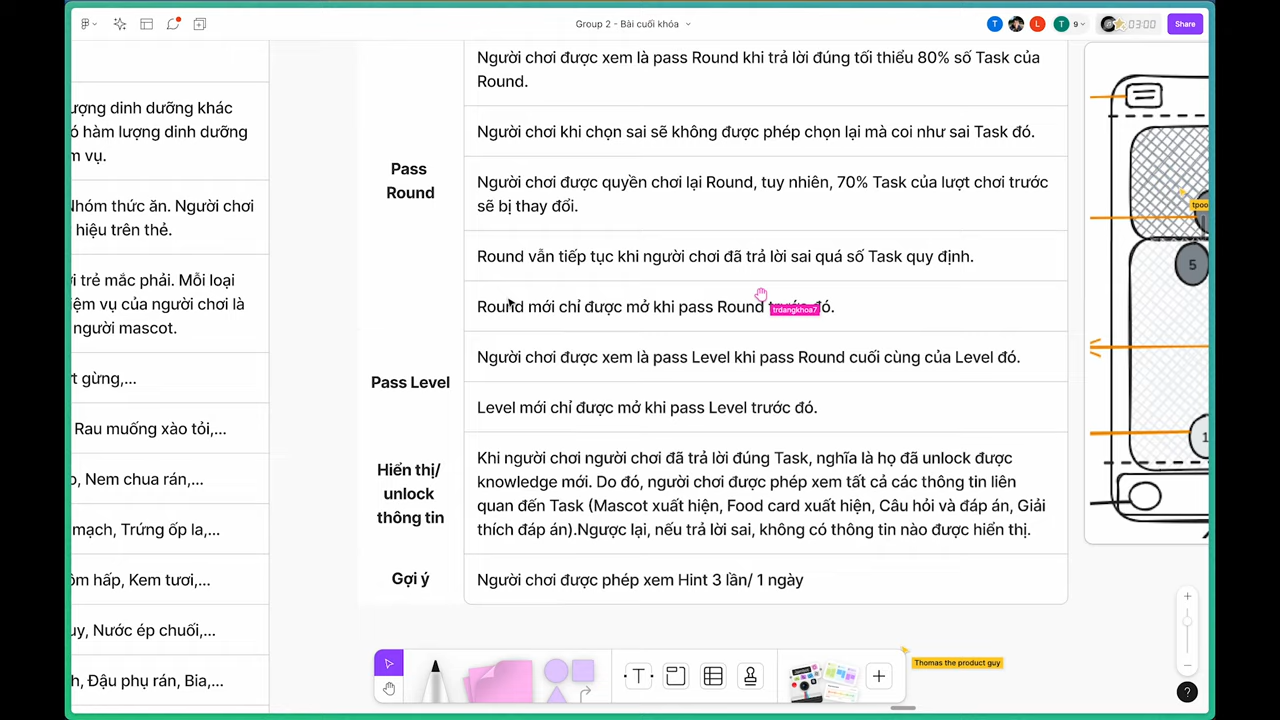 Group 2 - Bài cuối khóa
T
L
T
9
03:00
Share
ượng dinh dưỡng khác
ó hàm lượng dinh dưỡng
m vụ.
Nhóm thức ăn. Người chơi
hiệu trên thẻ.
ời trẻ mắc phải. Mỗi loại
iệm vụ của người chơi là
người mascot.
rt gừng,...
Rau muống xào tỏi,...
o, Nem chua rán,...
mạch, Trứng ốp la,...
ôm hấp, Kem tươi,...
uy, Nước ép chuối,...
h, Đậu phụ rán, Bia,...
Pass
Round
Người chơi được xem là pass Round khi trả lời đúng tối thiểu 80% số Task của
Round.
Người chơi khi chọn sai sẽ không được phép chọn lại mà coi như sai Task đó.
Người chơi được quyền chơi lại Round, tuy nhiên, 70% Task của lượt chơi trước
sẽ bị thay đổi.
Round vẫn tiếp tục khi người chơi đã trả lời sai quá số Task quy định.
Round mới chỉ được mở khi pass Round trước đó.
trdangkhoa7
Pass Level
Người chơi được xem là pass Level khi pass Round cuối cùng của Level đó.
Level mới chỉ được mở khi pass Level trước đó.
Hiển thị/
unlock
thông tin
Khi người chơi người chơi đã trả lời đúng Task, nghĩa là họ đã unlock được
knowledge mới. Do đó, người chơi được phép xem tất cả các thông tin liên
quan đến Task (Mascot xuất hiện, Food card xuất hiện, Câu hỏi và đáp án, Giải
thích đáp án).Ngược lại, nếu trả lời sai, không có thông tin nào được hiển thị.
Gợi ý
Người chơi được phép xem Hint 3 lần/ 1 ngày
tpoo
5
1
T
Thomas the product guy
?